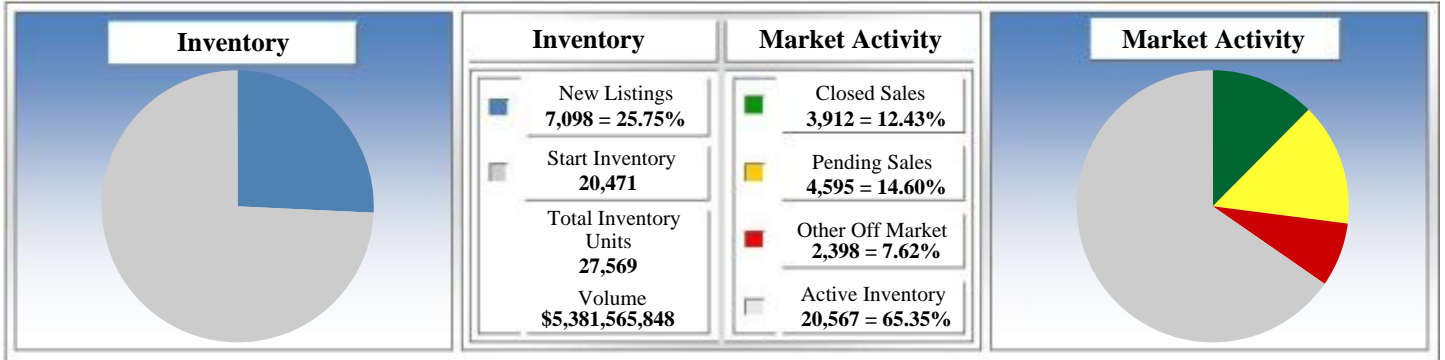 Inventory
Inventory
New Listings
7,098 = 25.75%
Start Inventory
20,471
Total Inventory
Units
27,569
Volume
$5,381,565,848
Market Activity
Closed Sales
3,912 = 12.43%
Pending Sales
4,595 = 14.60%
Other Off Market
2,398 = 7.62%
Active Inventory
20,567 = 65.35%
Market Activity